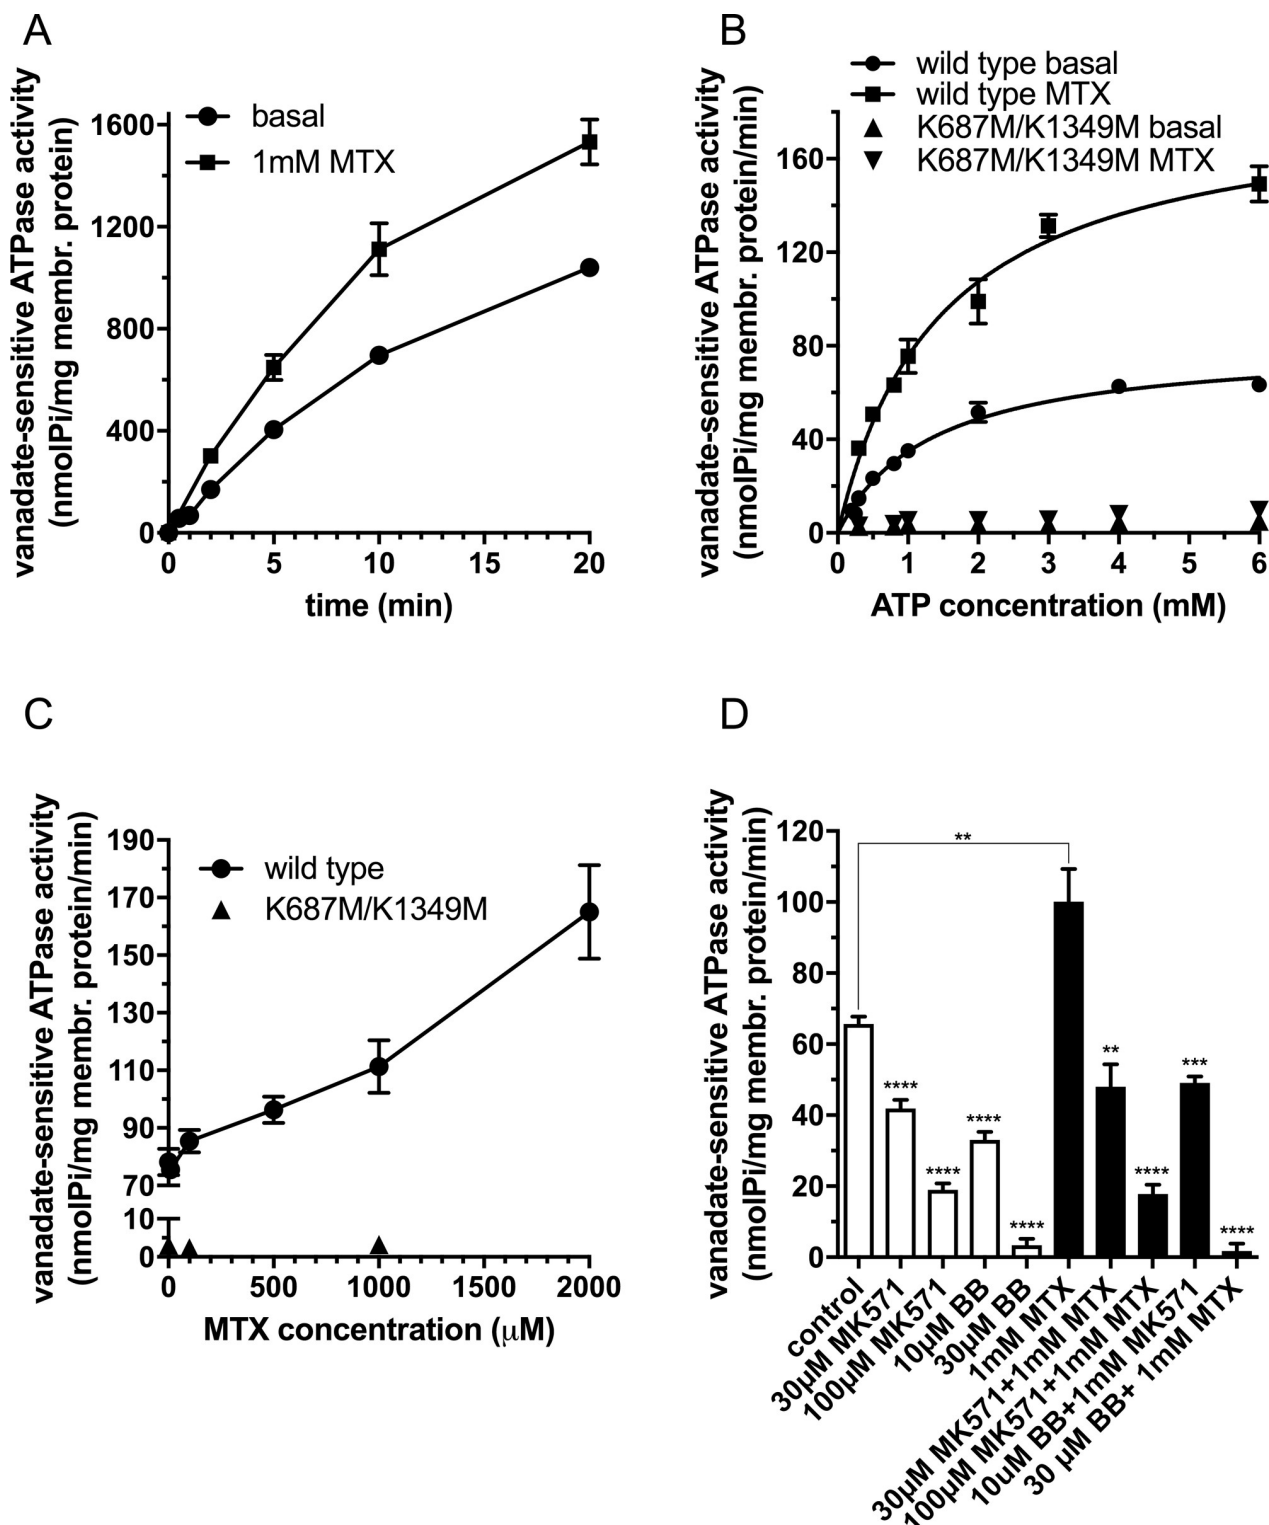 A
vanadate-sensitive ATPase activity
(nmolPi/mg membr. protein)
basal
1mM MTX
1600
1200
800
400
0
0 5 10 15 20
time (min)
B
vanadate-sensitive ATPase activity
(nmolPi/mg membr. protein/min)
wild type basal
wild type MTX
K687M/K1349M basal
K687M/K1349M MTX
160
120
80
40
0
0 1 2 3 4 5 6
ATP concentration (mM)
C
vanadate-sensitive ATPase activity
(nmolPi/mg membr. protein/min)
wild type
K687M/K1349M
190
170
150
130
110
90
70
10
0
0 500 1000 1500 2000
MTX concentration (μM)
D
vanadate-sensitive ATPase activity
(nmolPi/mg membr. protein/min)
120
100
80
60
40
20
0
**
****
****
****
****
**
****
***
****
control
30μM MK571
100μM MK571
10μM BB
30μM BB
1mM MTX
30μM MK571+1mM MTX
100μM MK571+1mM MTX
10uM BB+1mM MK571
30 μM BB+ 1mM MTX